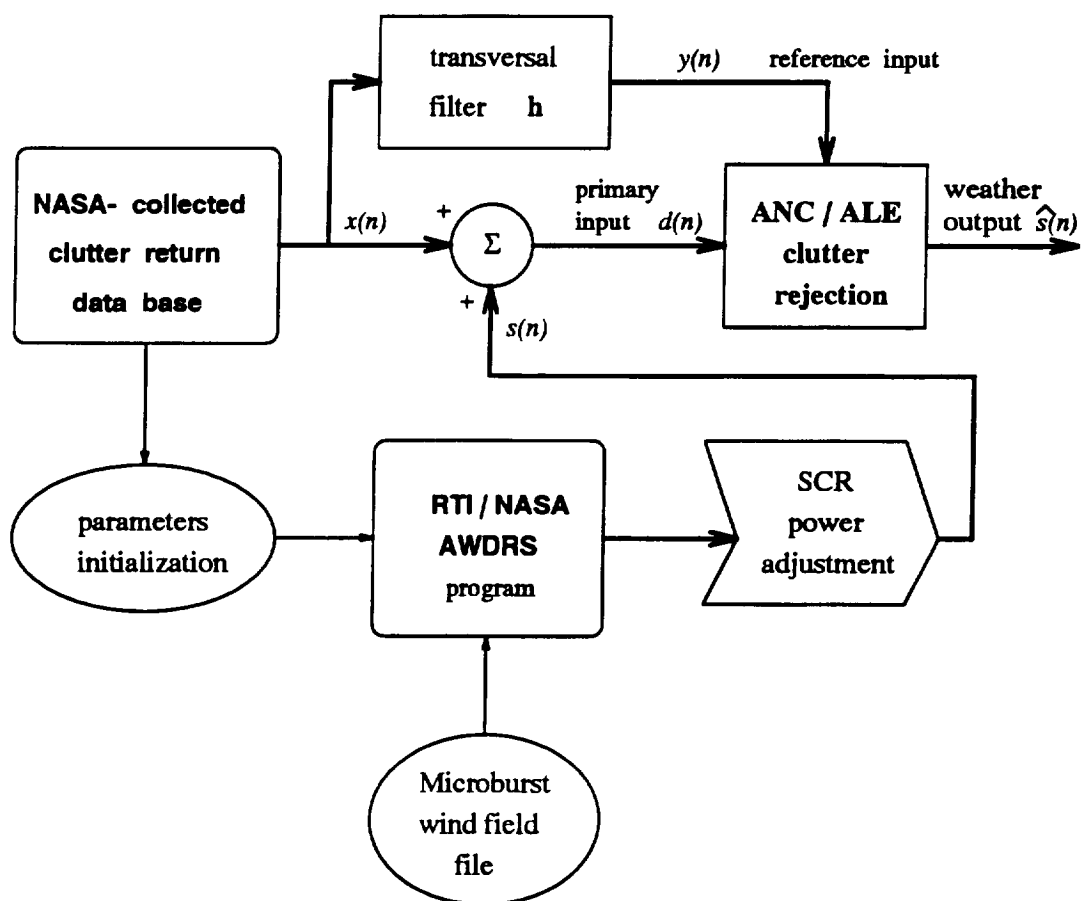 transversal
filter h
y(n) reference input
NASA- collected
clutter return
data base
x(n)
+
Σ
+
s(n)
primary
input d(n)
ANC / ALE
clutter
rejection
weather
output ŝ(n)
parameters
initialization
RTI / NASA
AWDRS
program
SCR
power
adjustment
Microburst
wind field
file